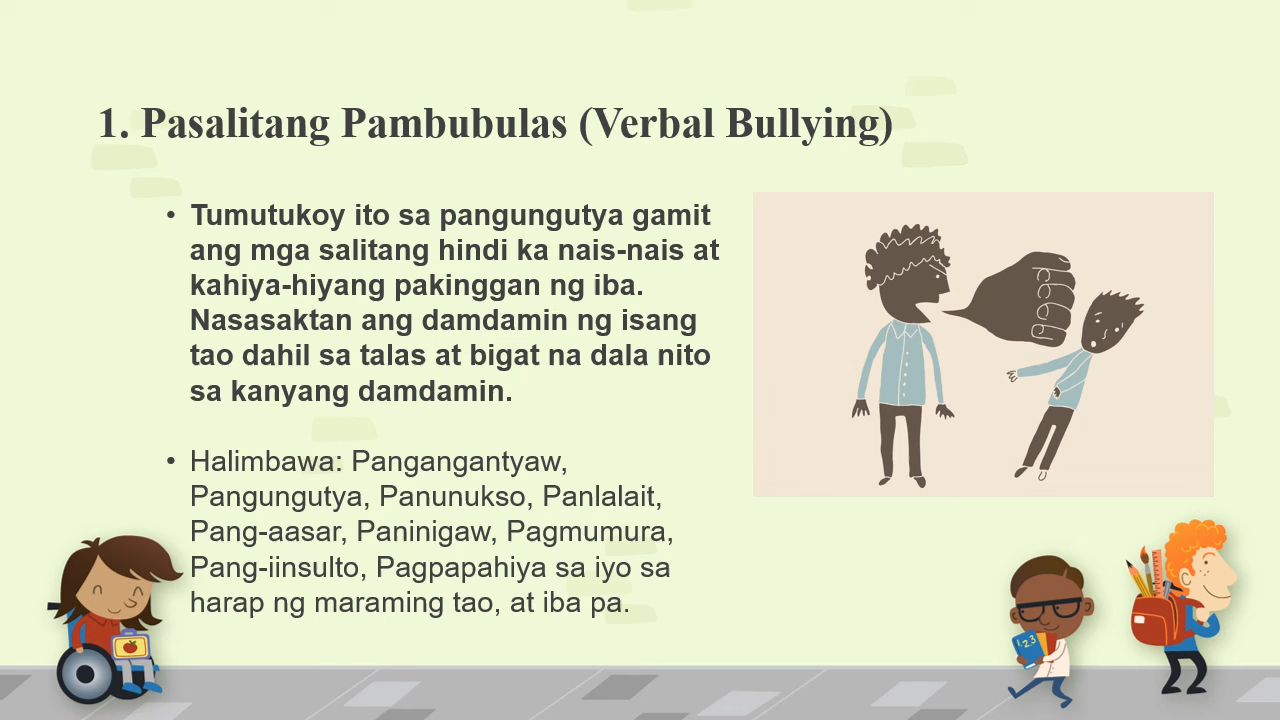 1. Pasalitang Pambubulas (Verbal Bullying)
• Tumutukoy ito sa pangungutya gamit
ang mga salitang hindi ka nais-nais at
kahiya-hiyang pakinggan ng iba.
Nasasaktan ang damdamin ng isang
tao dahil sa talas at bigat na dala nito
sa kanyang damdamin.
• Halimbawa: Pangangantyaw,
Pangungutya, Panunukso, Panlalait,
Pang-aasar, Paninigaw, Pagmumura,
Pang-iinsulto, Pagpapahiya sa iyo sa
harap ng maraming tao, at iba pa.
1.2.3